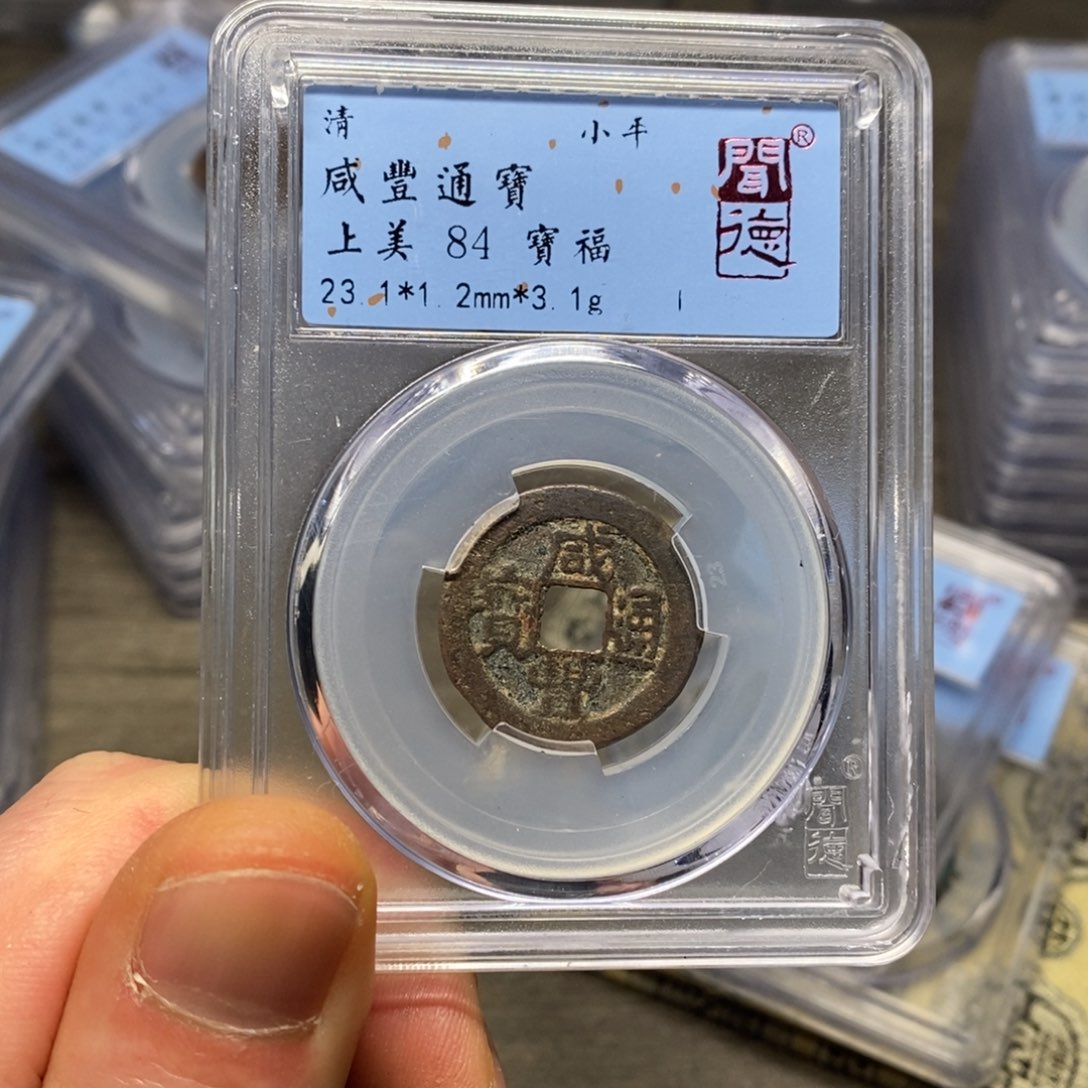 清 小平
咸豐通寶
上美 84 寶福
23.1*1.2mm*3.1g
聞德®
咸豐通寶
23
聞德®